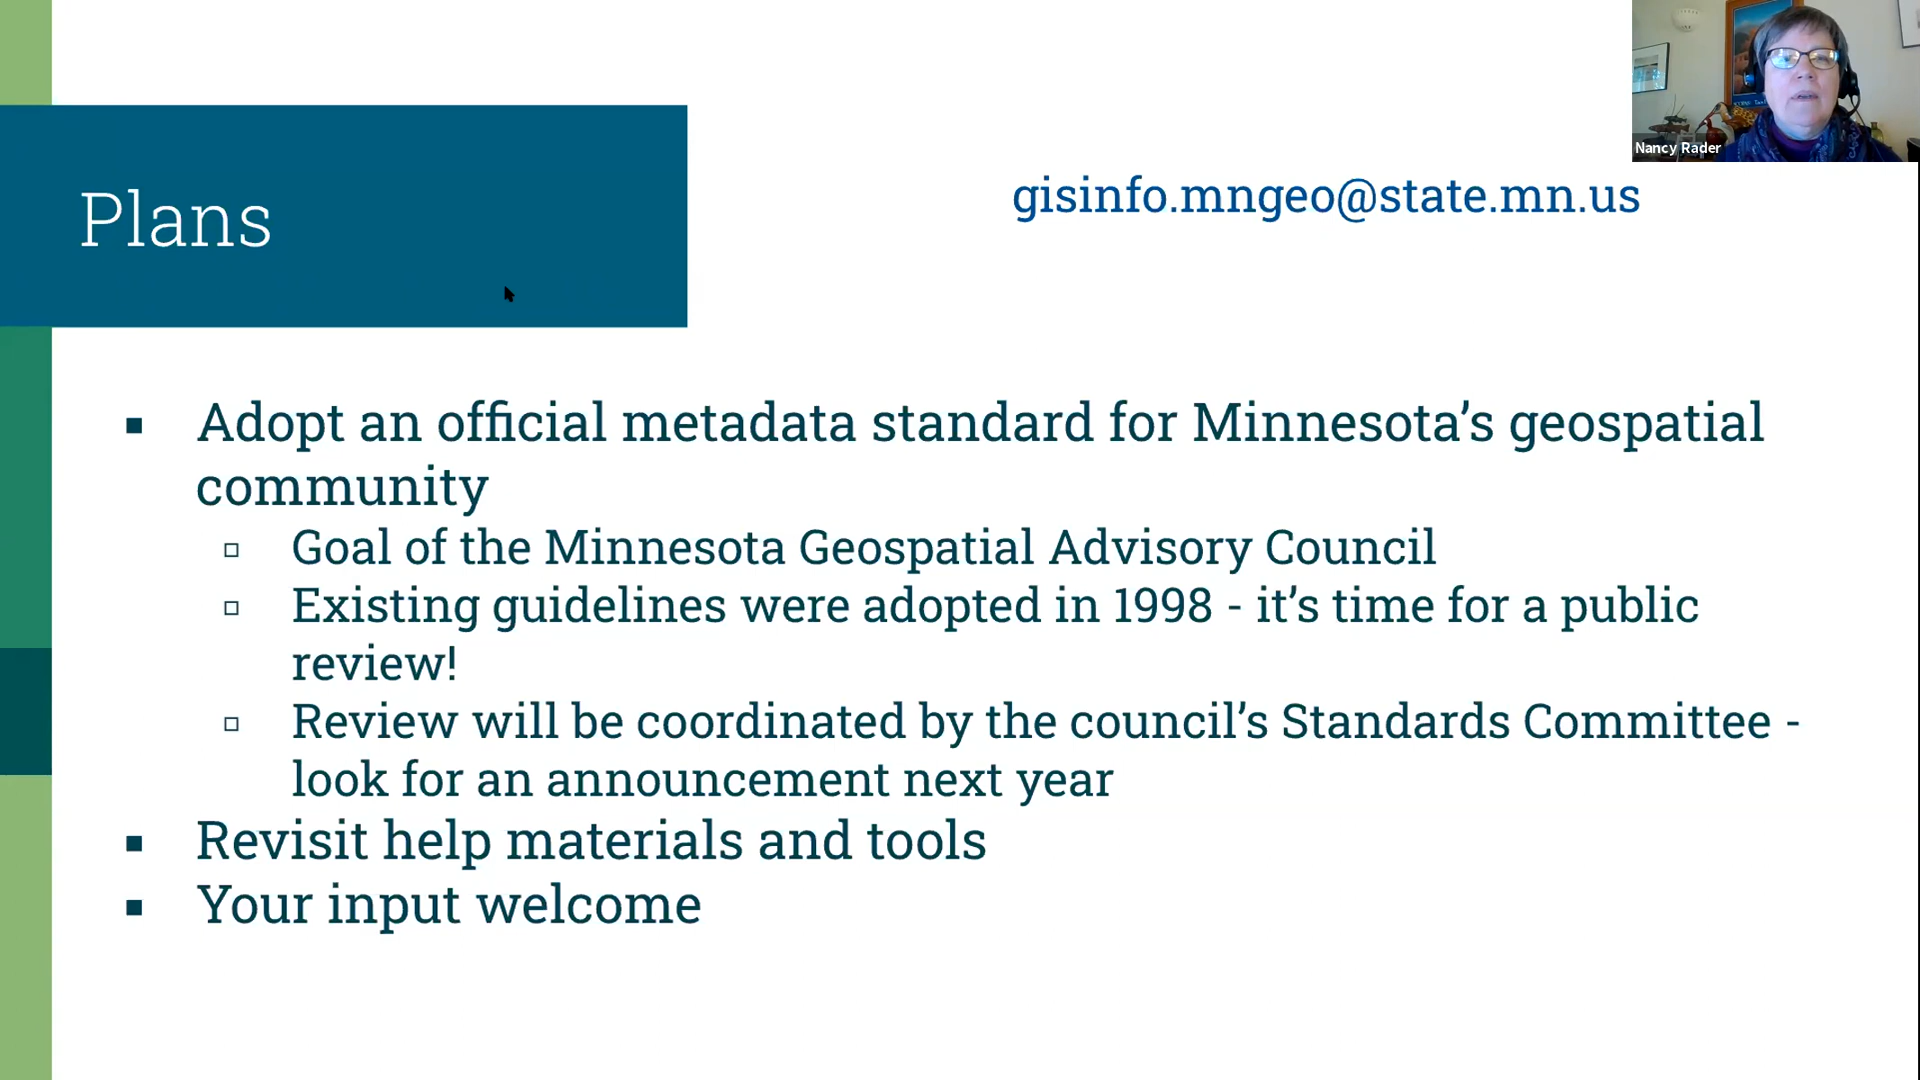 Nancy Rader
gisinfo.mngeo@state.mn.us
Plans
Adopt an official metadata standard for Minnesota’s geospatial
community
Goal of the Minnesota Geospatial Advisory Council
Existing guidelines were adopted in 1998 - it’s time for a public
review!
Review will be coordinated by the council’s Standards Committee -
look for an announcement next year
Revisit help materials and tools
Your input welcome